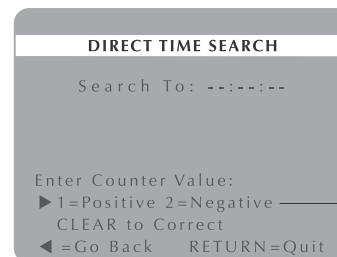 DIRECT TIME SEARCH
Search To: --:--:--
Enter Counter Value:
▶1=Positive 2=Negative
CLEAR to Correct
◀ =Go Back RETURN=Quit